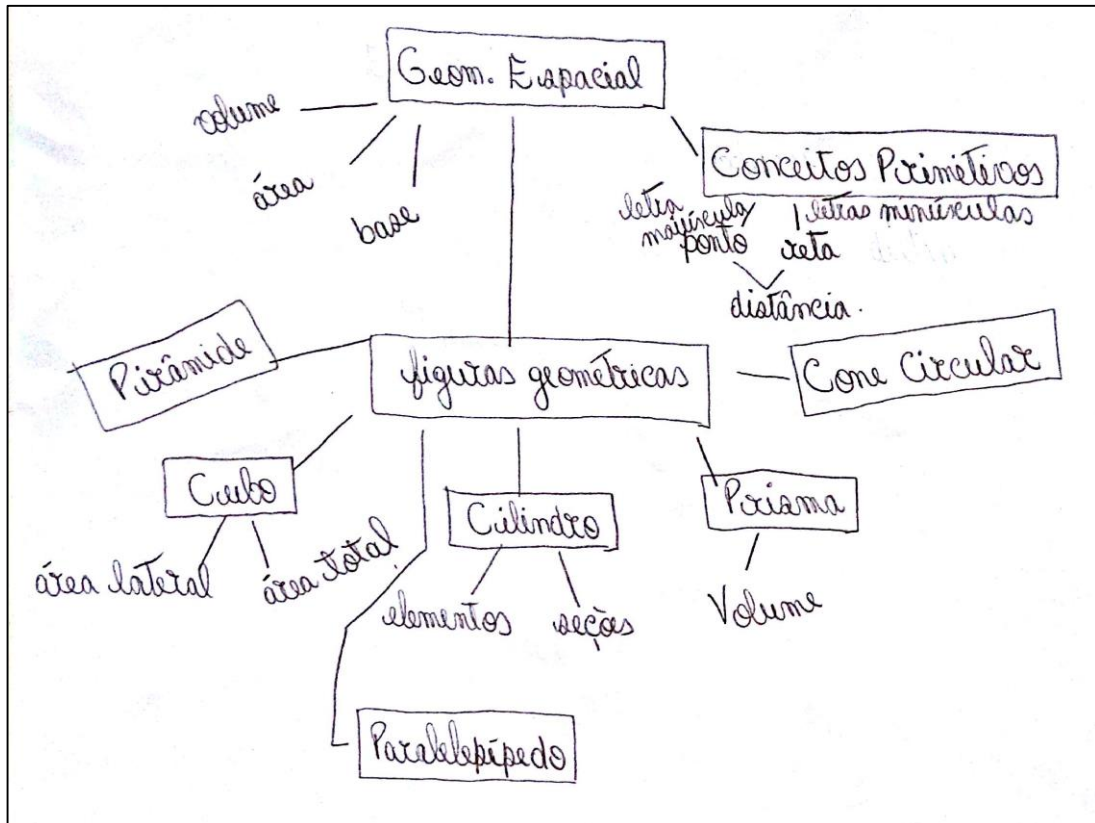 Geom. Espacial
volume
área
base
Conceitos Primitivos
letra
maiúscula
letras minúsculas
ponto
reta
distância.
Pirâmide
figuras geométricas
Cone Circular
Cubo
Cilindro
Prisma
área lateral
área total
elementos
seções
Volume
Paralelepípedo